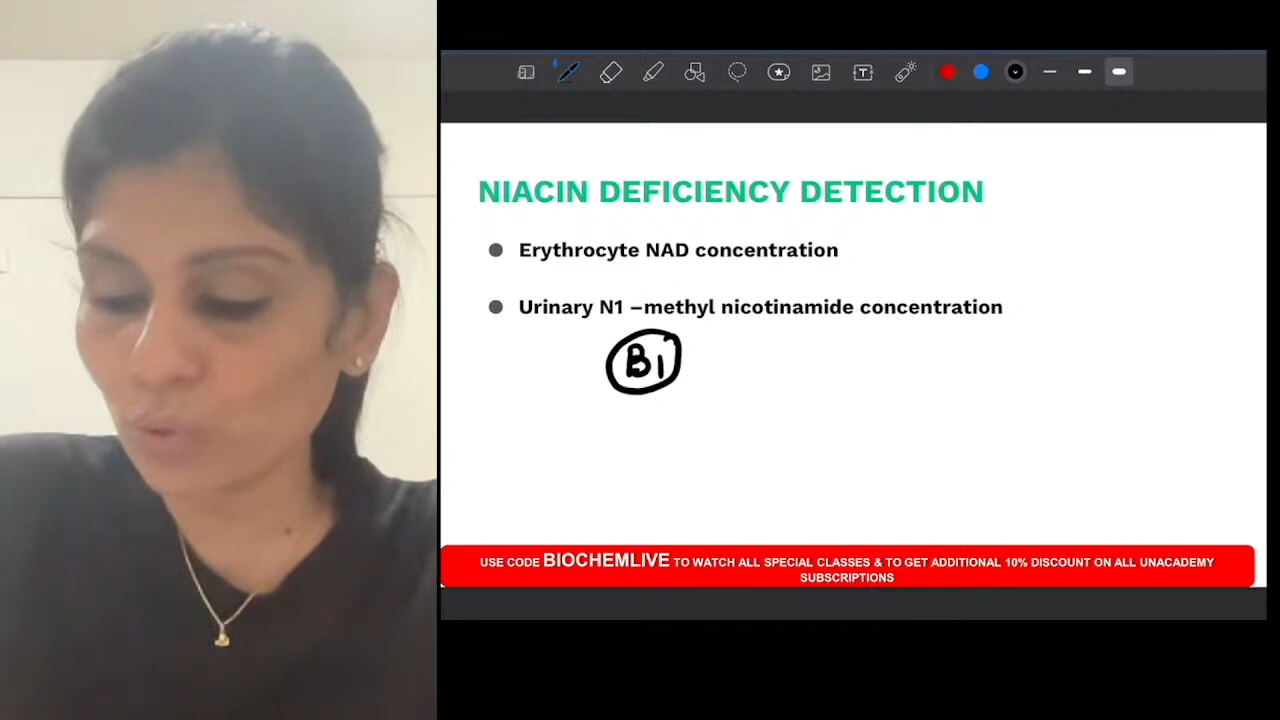 NIACIN DEFICIENCY DETECTION
Erythrocyte NAD concentration
Urinary N1 –methyl nicotinamide concentration
B1
USE CODE BIOCHEMLIVE TO WATCH ALL SPECIAL CLASSES & TO GET ADDITIONAL 10% DISCOUNT ON ALL UNACADEMY
SUBSCRIPTIONS